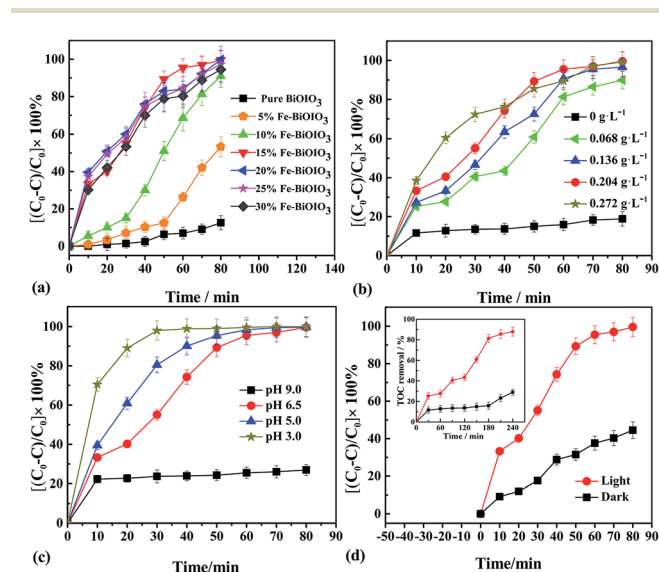 100
80
60
40
20
0
[(C₀-C)/C₀]× 100%
Pure BiOIO₃
5% Fe-BiOIO₃
10% Fe-BiOIO₃
15% Fe-BiOIO₃
20% Fe-BiOIO₃
25% Fe-BiOIO₃
30% Fe-BiOIO₃
(a)
0 20 40 60 80 100 120 140
Time / min
120
100
80
60
40
20
0
[(C₀-C)/C₀]× 100%
0 g·L⁻¹
0.068 g·L⁻¹
0.136 g·L⁻¹
0.204 g·L⁻¹
0.272 g·L⁻¹
(b)
0 10 20 30 40 50 60 70 80 90
Time / min
100
80
60
40
20
0
[(C₀-C)/C₀]× 100%
pH 9.0
pH 6.5
pH 5.0
pH 3.0
(c)
0 10 20 30 40 50 60 70 80 90
Time/min
100
80
60
40
20
0
[(C₀-C)/C₀]× 100%
100
80
60
40
20
0
TOC removal / %
0 60 120 180 240
Time / min
Light
Dark
(d)
-50 -40 -30 -20 -10 0 10 20 30 40 50 60 70 80 90
Time/min